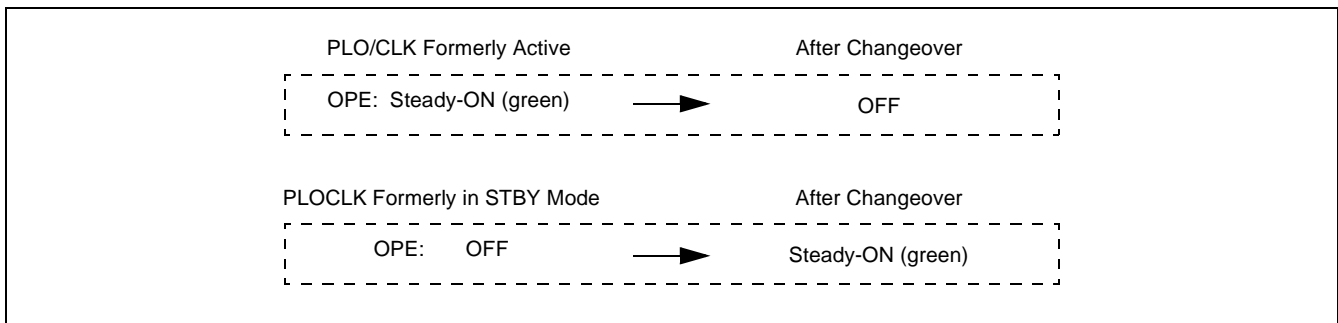 PLO/CLK Formerly Active After Changeover
OPE: Steady-ON (green) OFF
PLOCLK Formerly in STBY Mode After Changeover
OPE: OFF Steady-ON (green)